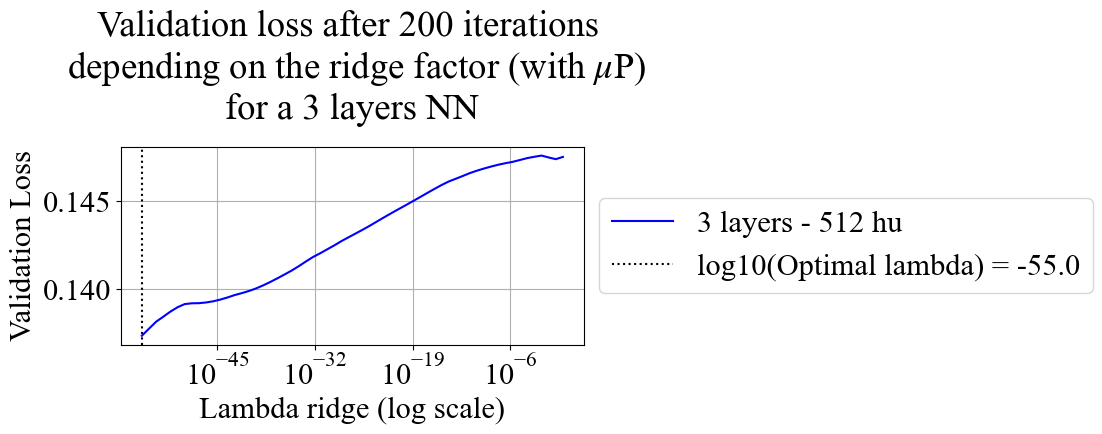 Validation loss after 200 iterations
depending on the ridge factor (with μP)
for a 3 layers NN
Validation Loss
0.145
0.140
10⁻⁴⁵ 10⁻³² 10⁻¹⁹ 10⁻⁶
Lambda ridge (log scale)
3 layers - 512 hu
log10(Optimal lambda) = -55.0